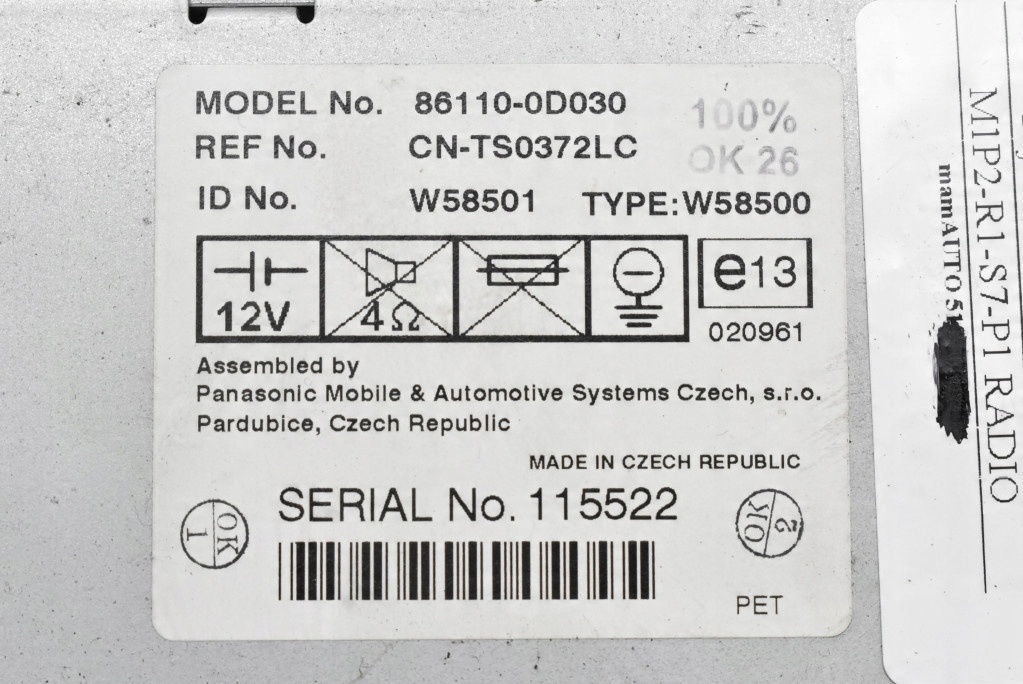 MODEL No. 86110-0D030
REF No. CN-TS0372LC
100%
OK 26
ID No. W58501 TYPE:W58500
12V
4Ω
e13
020961
Assembled by
Panasonic Mobile & Automotive Systems Czech, s.r.o.
Pardubice, Czech Republic
MADE IN CZECH REPUBLIC
SERIAL No. 115522
OK
1
OK
2
PET
M1P2-R1-S7-P1 RADIO
mamAUTO